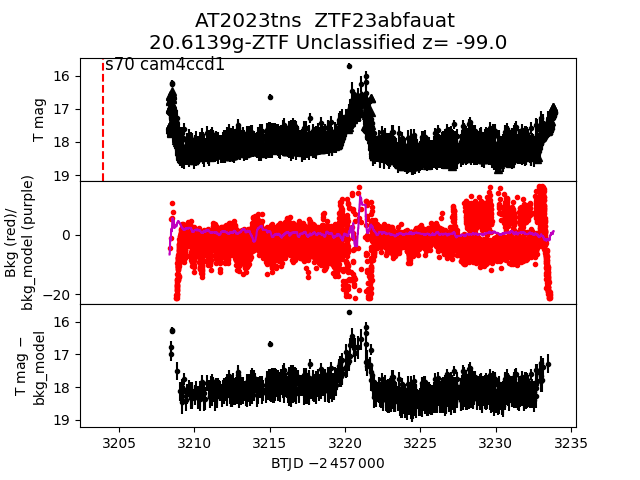 AT2023tns  ZTF23abfauat
20.6139g-ZTF Unclassified z= -99.0
s70 cam4ccd1
T mag
16
17
18
19
Bkg (red)/
bkg_model (purple)
0
−20
T mag −
bkg_model
16
17
18
19
3205 3210 3215 3220 3225 3230 3235
BTJD −2 457 000